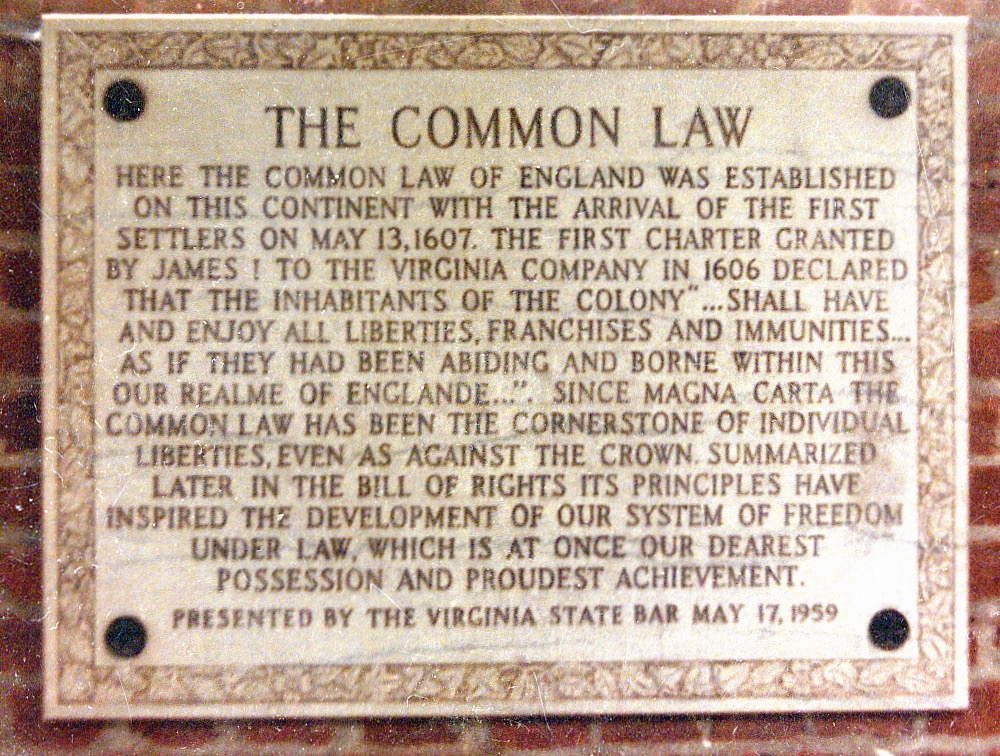 THE COMMON LAW
HERE THE COMMON LAW OF ENGLAND WAS ESTABLISHED
ON THIS CONTINENT WITH THE ARRIVAL OF THE FIRST
SETTLERS ON MAY 13, 1607. THE FIRST CHARTER GRANTED
BY JAMES I TO THE VIRGINIA COMPANY IN 1606 DECLARED
THAT THE INHABITANTS OF THE COLONY "...SHALL HAVE
AND ENJOY ALL LIBERTIES, FRANCHISES AND IMMUNITIES...
AS IF THEY HAD BEEN ABIDING AND BORNE WITHIN THIS
OUR REALME OF ENGLANDE...". SINCE MAGNA CARTA THE
COMMON LAW HAS BEEN THE CORNERSTONE OF INDIVIDUAL
LIBERTIES, EVEN AS AGAINST THE CROWN. SUMMARIZED
LATER IN THE BILL OF RIGHTS ITS PRINCIPLES HAVE
INSPIRED THE DEVELOPMENT OF OUR SYSTEM OF FREEDOM
UNDER LAW, WHICH IS AT ONCE OUR DEAREST
POSSESSION AND PROUDEST ACHIEVEMENT.
PRESENTED BY THE VIRGINIA STATE BAR MAY 17, 1959